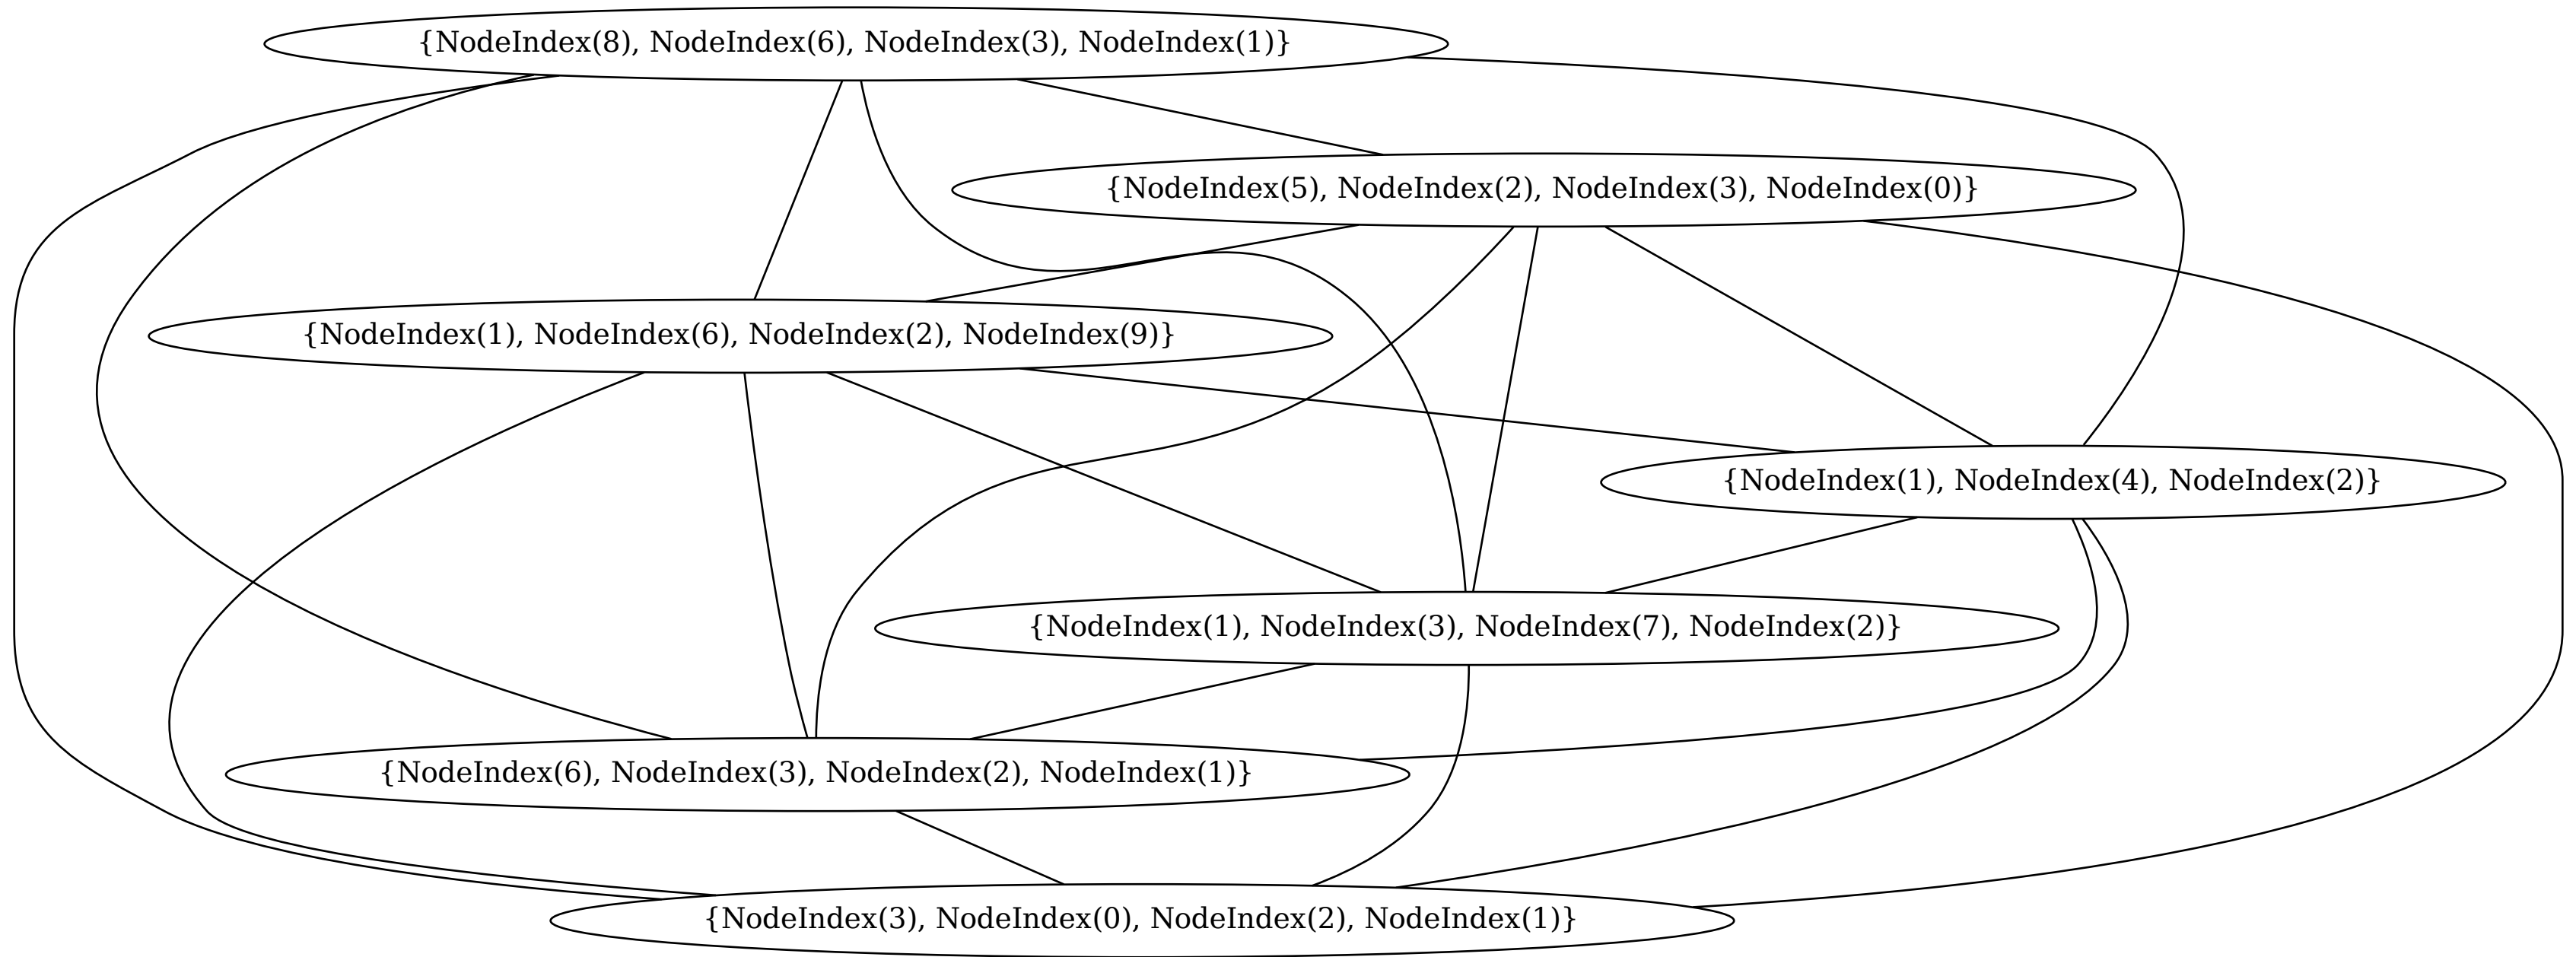 {NodeIndex(8), NodeIndex(6), NodeIndex(3), NodeIndex(1)}
{NodeIndex(5), NodeIndex(2), NodeIndex(3), NodeIndex(0)}
{NodeIndex(1), NodeIndex(6), NodeIndex(2), NodeIndex(9)}
{NodeIndex(1), NodeIndex(4), NodeIndex(2)}
{NodeIndex(1), NodeIndex(3), NodeIndex(7), NodeIndex(2)}
{NodeIndex(6), NodeIndex(3), NodeIndex(2), NodeIndex(1)}
{NodeIndex(3), NodeIndex(0), NodeIndex(2), NodeIndex(1)}